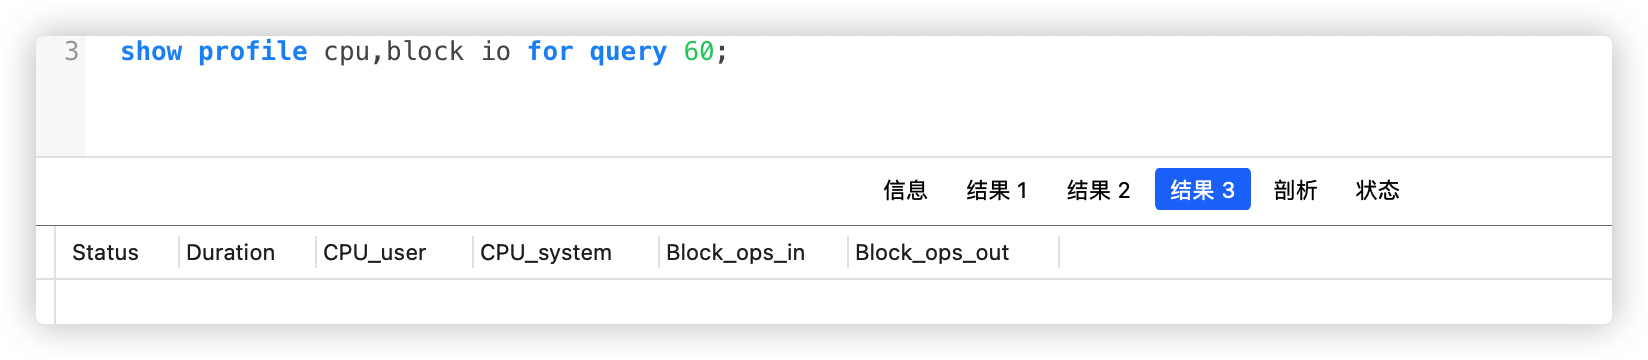 3 show profile cpu,block io for query 60;
信息 结果 1 结果 2 结果 3 剖析 状态
Status Duration CPU_user CPU_system Block_ops_in Block_ops_out